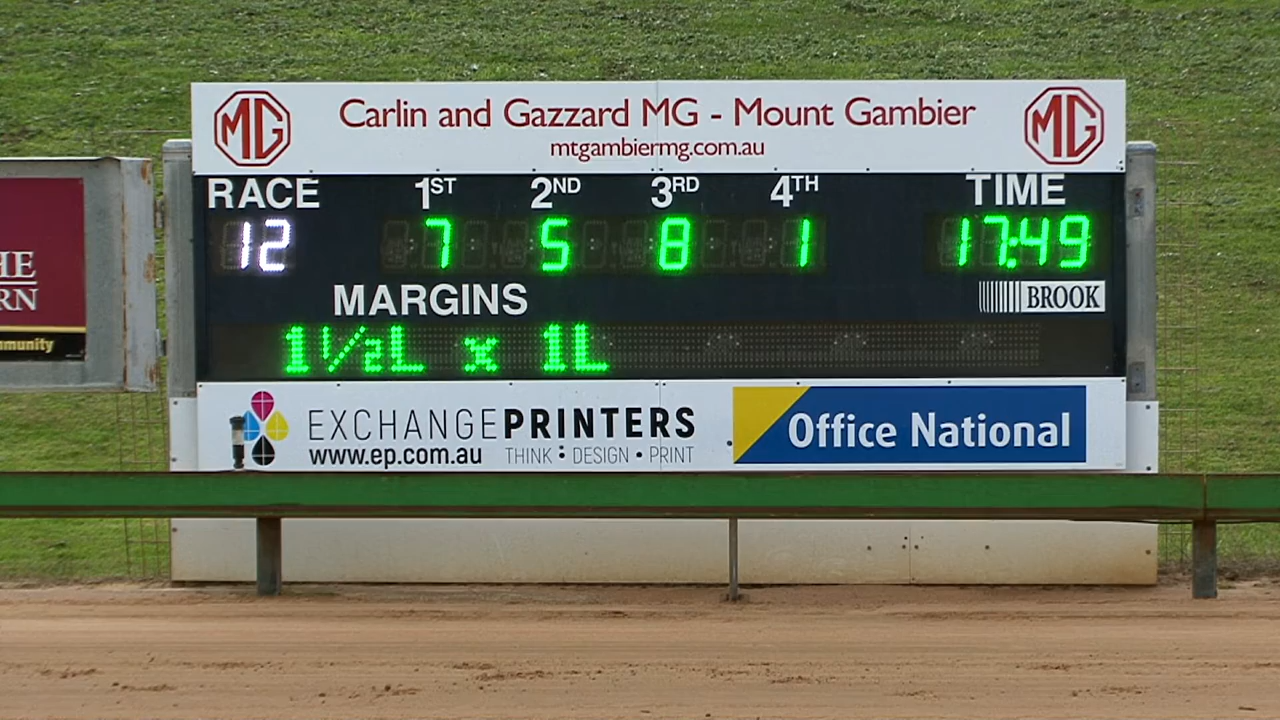 MG Carlin and Gazzard MG - Mount Gambier MG
mtgambiermg.com.au
RACE 1ST 2ND 3RD 4TH TIME
12 7 5 8 1 17:49
MARGINS
BROOK
1½L x 1L
EXCHANGEPRINTERS
www.ep.com.au THINK : DESIGN • PRINT
Office National